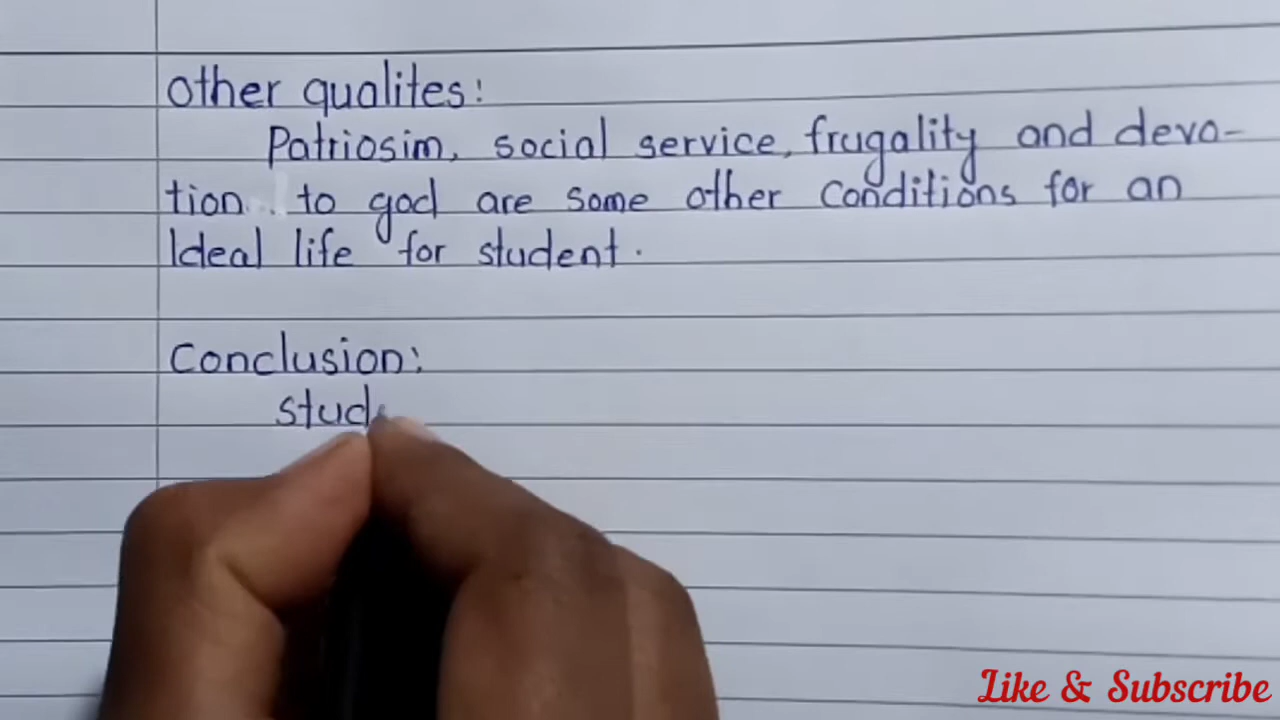 other qualites:
Patriosim, social service, frugality and devo-
tion to god are some other conditions for an
Ideal life for student.
Conclusion:
stud
Like & Subscribe